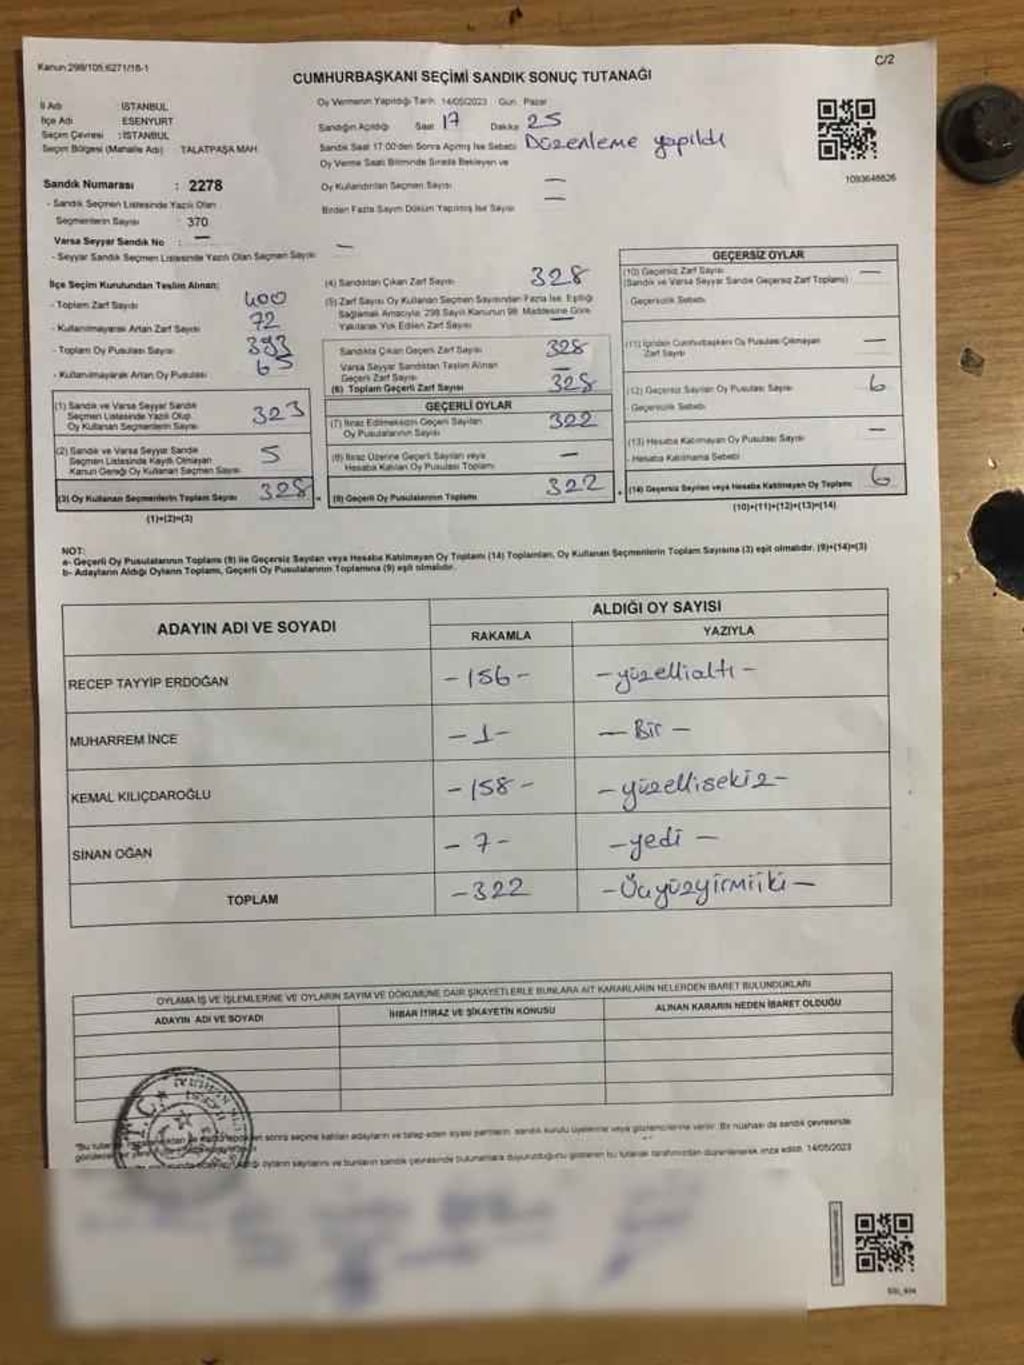 Kanun 298/105,6271/18-1
C/2
CUMHURBAŞKANI SEÇİMİ SANDIK SONUÇ TUTANAĞI
İl Adı : İSTANBUL
İlçe Adı : ESENYURT
Seçim Çevresi : İSTANBUL
Seçim Bölgesi (Mahalle Adı) : TALATPAŞA MAH.
Oy Vermenin Yapıldığı Tarih: 14/05/2023 Gün: Pazar
Sandığın Açıldığı Saat 17 Dakika 25
Sandık Saat 17:00'den Sonra Açılmış İse Sebebi Düzenleme yapıldı
Oy Verme Saati Bitiminde Sırada Bekleyen ve
Oy Kullandırılan Seçmen Sayısı —
Birden Fazla Sayım Döküm Yapılmış İse Sayısı —
1093648626
Sandık Numarası : 2278
- Sandık Seçmen Listesinde Yazılı Olan
Seçmenlerin Sayısı : 370
Varsa Seyyar Sandık No : —
- Seyyar Sandık Seçmen Listesinde Yazılı Olan Seçmen Sayısı : —
İlçe Seçim Kurulundan Teslim Alınan:
- Toplam Zarf Sayısı 400
- Kullanılmayarak Artan Zarf Sayısı 72
- Toplam Oy Pusulası Sayısı 393
- Kullanılmayarak Artan Oy Pusulası 65
(1) Sandık ve Varsa Seyyar Sandık
Seçmen Listesinde Yazılı Olup
Oy Kullanan Seçmenlerin Sayısı 323
(2) Sandık ve Varsa Seyyar Sandık
Seçmen Listesinde Kaydı Olmayan
Kanun Gereği Oy Kullanan Seçmen Sayısı 5
(3) Oy Kullanan Seçmenlerin Toplam Sayısı 328
(1)+(2)=(3)
(4) Sandıktan Çıkan Zarf Sayısı 328
(5) Zarf Sayısı Oy Kullanan Seçmen Sayısından Fazla İse, Eşitliği
Sağlamak Amacıyla; 298 Sayılı Kanunun 98. Maddesine Göre
Yakılarak Yok Edilen Zarf Sayısı —
Sandıkta Çıkan Geçerli Zarf Sayısı 328
Varsa Seyyar Sandıktan Teslim Alınan
Geçerli Zarf Sayısı —
(6) Toplam Geçerli Zarf Sayısı 328
GEÇERLİ OYLAR
(7) İtiraz Edilmeksizin Geçerli Sayılan
Oy Pusulalarının Sayısı 322
(8) İtiraz Üzerine Geçerli Sayılan veya
Hesaba Katılan Oy Pusulası Toplamı —
(9) Geçerli Oy Pusulalarının Toplamı 322
GEÇERSİZ OYLAR
(10) Geçersiz Zarf Sayısı —
(Sandık ve Varsa Seyyar Sandık Geçersiz Zarf Toplamı)
Geçersizlik Sebebi
(11) İçinden Cumhurbaşkanı Oy Pusulası Çıkmayan
Zarf Sayısı —
(12) Geçersiz Sayılan Oy Pusulası Sayısı 6
Geçersizlik Sebebi
(13) Hesaba Katılmayan Oy Pusulası Sayısı —
- Hesaba Katılmama Sebebi
(14) Geçersiz Sayılan veya Hesaba Katılmayan Oy Toplamı 6
(10)+(11)+(12)+(13)=(14)
NOT:
a- Geçerli Oy Pusulalarının Toplamı (9) ile Geçersiz Sayılan veya Hesaba Katılmayan Oy Toplamı (14) Toplamları, Oy Kullanan Seçmenlerin Toplam Sayısına (3) eşit olmalıdır. (9)+(14)=(3)
b- Adayların Aldığı Oyların Toplamı, Geçerli Oy Pusulalarının Toplamına (9) eşit olmalıdır.
ADAYIN ADI VE SOYADI
ALDIĞI OY SAYISI
RAKAMLA YAZIYLA
RECEP TAYYİP ERDOĞAN -156- -yüzellialtı-
MUHARREM İNCE -1- -Bir-
KEMAL KILIÇDAROĞLU -158- -yüzellisekiz-
SİNAN OĞAN -7- -yedi-
TOPLAM -322 -Üçyüzyirmiiki-
OYLAMA İŞ VE İŞLEMLERİNE VE OYLARIN SAYIM VE DÖKÜMÜNE DAİR ŞİKAYETLERLE BUNLARA AİT KARARLARIN NELERDEN İBARET BULUNDUKLARI
ADAYIN ADI VE SOYADI İHBAR İTİRAZ VE ŞİKAYETİN KONUSU ALINAN KARARIN NEDEN İBARET OLDUĞU
T.C.
sonra seçime katılan adayların ve talep eden siyasi partilerin sandık kurulu üyelerine veya gözlemcilerine verilir. Bir nüshası da sandık çevresinde
oyların sayılarını ve bunların sandık çevresinde bulunanlara duyurulduğunu gösteren bu tutanak tarafımızdan düzenlenerek imza edildi. 14/05/2023